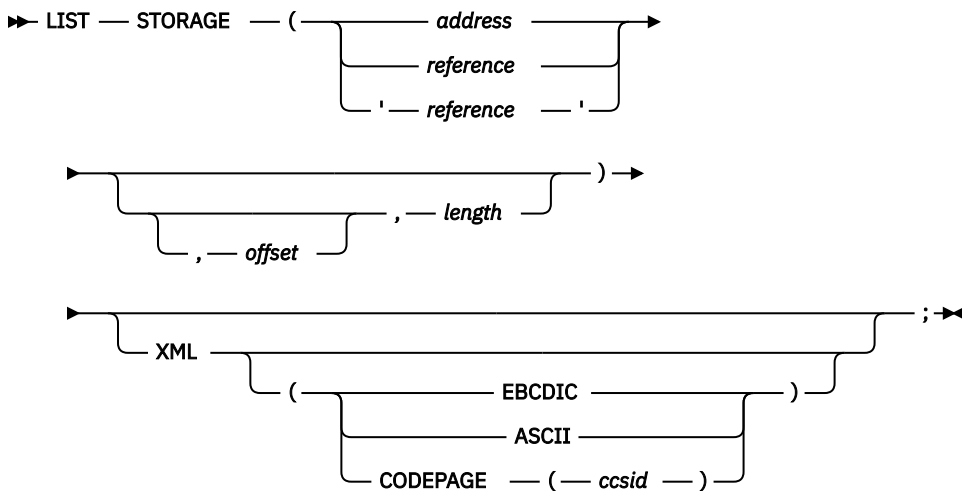 LIST STORAGE ( address
reference
' reference '
, length )
, offset
;
XML
( EBCDIC )
ASCII
CODEPAGE ( ccsid )